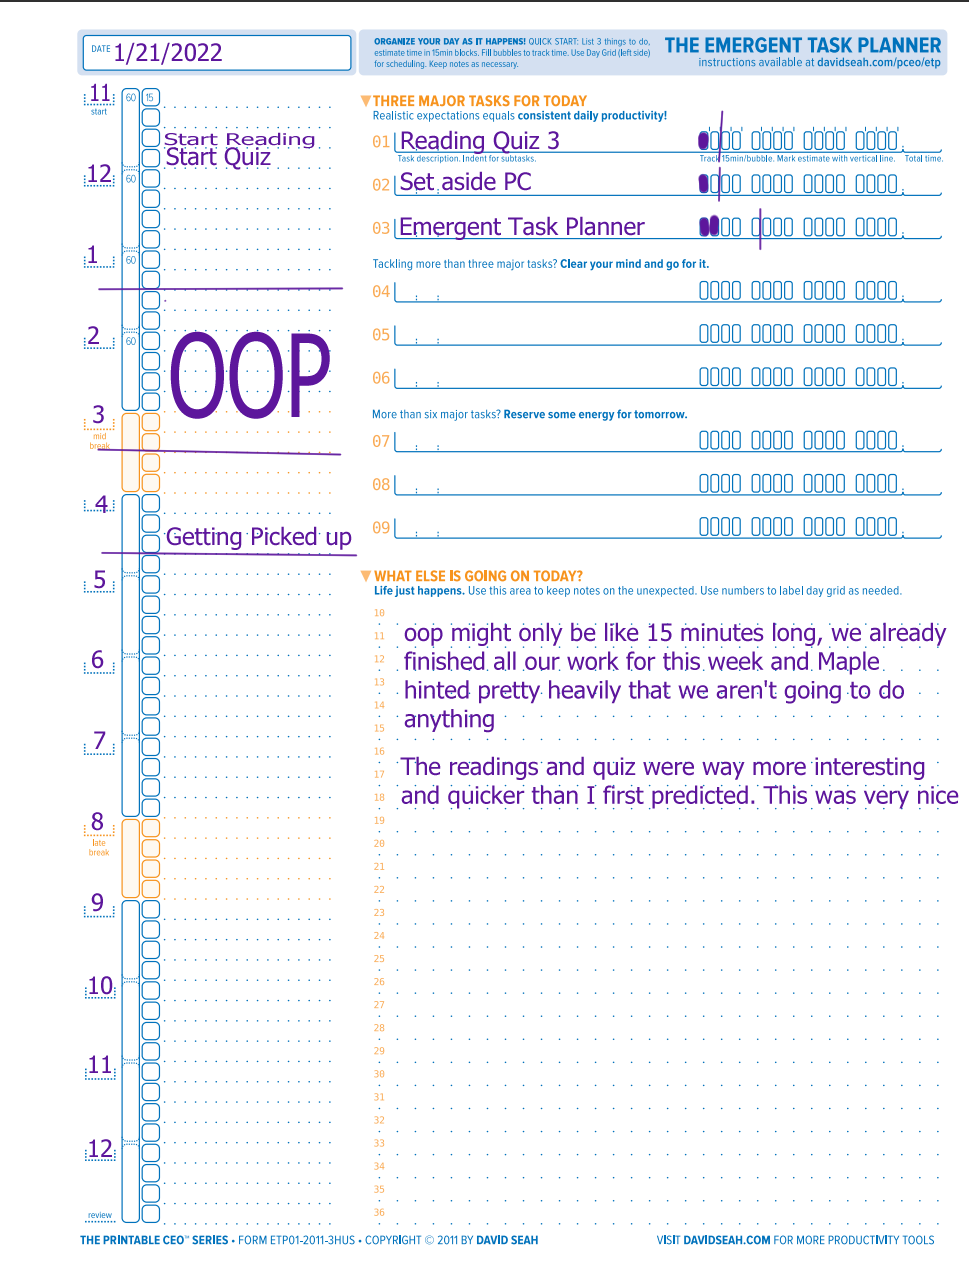 DATE 1/21/2022
ORGANIZE YOUR DAY AS IT HAPPENS! QUICK START: List 3 things to do,
estimate time in 15min blocks. Fill bubbles to track time. Use Day Grid (left side)
for scheduling. Keep notes as necessary.
THE EMERGENT TASK PLANNER
instructions available at davidseah.com/pceo/etp
11
start
60 15
Start Reading
Start Quiz
12
60
1
60
2
60
OOP
3
mid
break
4
Getting Picked up
5
6
7
8
late
break
9
10
11
12
review
THREE MAJOR TASKS FOR TODAY
Realistic expectations equals consistent daily productivity!
01 Reading Quiz 3
Task description. Indent for subtasks. Track 15min/bubble. Mark estimate with vertical line. Total time.
02 Set aside PC
03 Emergent Task Planner
Tackling more than three major tasks? Clear your mind and go for it.
04
05
06
More than six major tasks? Reserve some energy for tomorrow.
07
08
09
WHAT ELSE IS GOING ON TODAY?
Life just happens. Use this area to keep notes on the unexpected. Use numbers to label day grid as needed.
10
11 oop might only be like 15 minutes long, we already
12 finished all our work for this week and Maple
13 hinted pretty heavily that we aren't going to do
14
anything
15
16
17 The readings and quiz were way more interesting
18 and quicker than I first predicted. This was very nice
19
20
21
22
23
24
25
26
27
28
29
30
31
32
33
34
35
36
THE PRINTABLE CEO™ SERIES • FORM ETP01-2011-3HUS • COPYRIGHT © 2011 BY DAVID SEAH
VISIT DAVIDSEAH.COM FOR MORE PRODUCTIVITY TOOLS